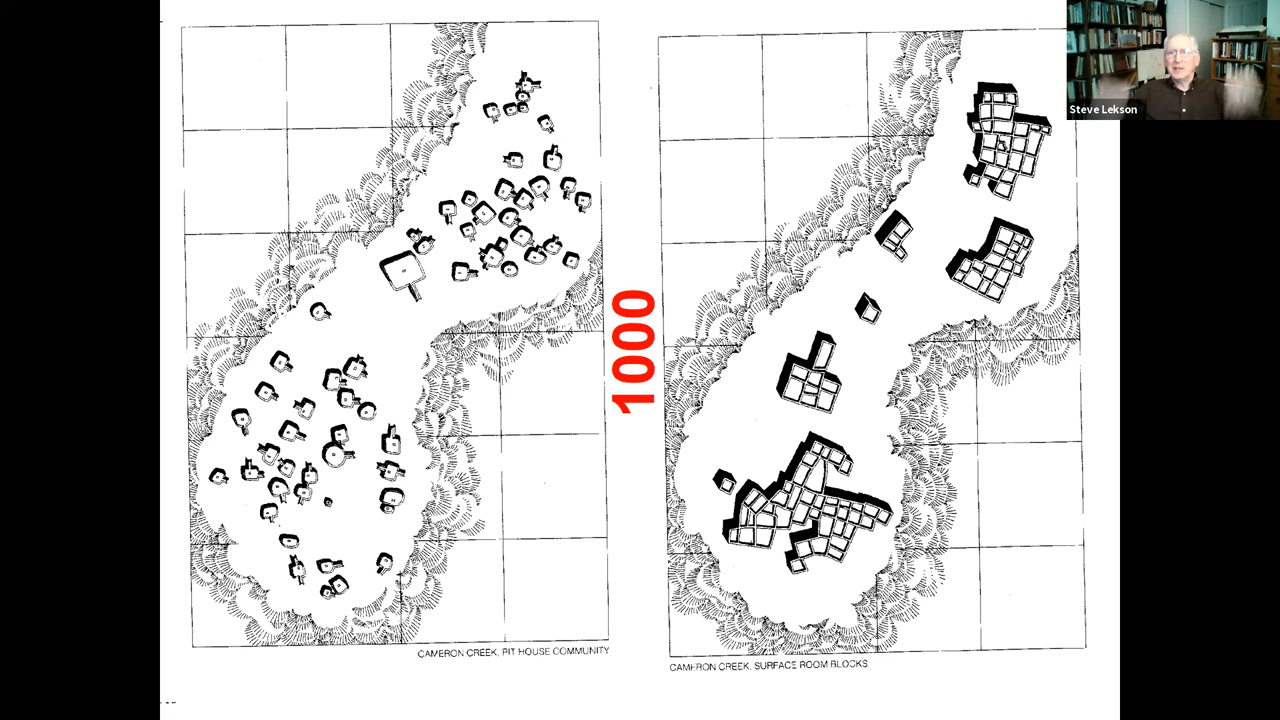 Steve Lekson
1000
CAMERON CREEK, PIT HOUSE COMMUNITY
CAMERON CREEK, SURFACE ROOM BLOCKS